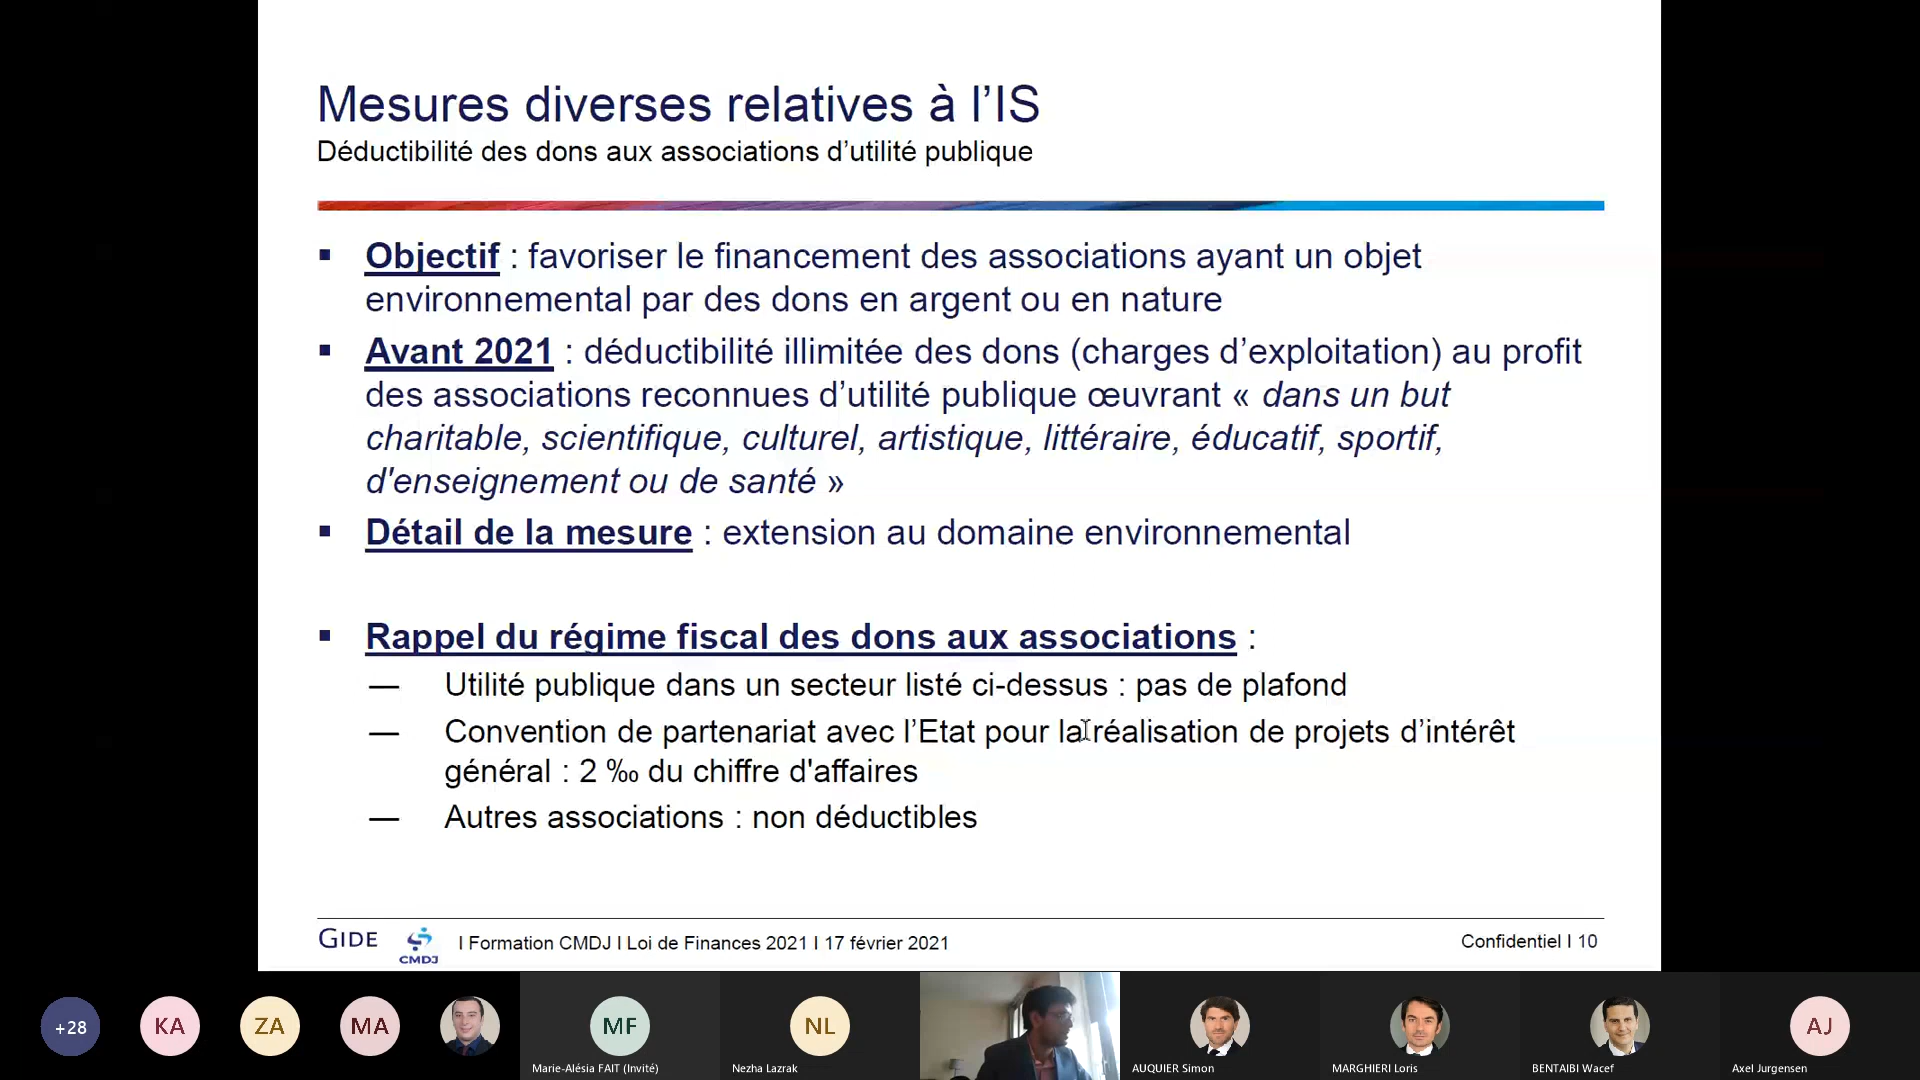 Mesures diverses relatives à l’IS
Déductibilité des dons aux associations d’utilité publique
▪ Objectif : favoriser le financement des associations ayant un objet
environnemental par des dons en argent ou en nature
▪ Avant 2021 : déductibilité illimitée des dons (charges d’exploitation) au profit
des associations reconnues d’utilité publique œuvrant « dans un but
charitable, scientifique, culturel, artistique, littéraire, éducatif, sportif,
d'enseignement ou de santé »
▪ Détail de la mesure : extension au domaine environnemental
▪ Rappel du régime fiscal des dons aux associations :
— Utilité publique dans un secteur listé ci-dessus : pas de plafond
— Convention de partenariat avec l’Etat pour la réalisation de projets d’intérêt
général : 2 ‰ du chiffre d'affaires
— Autres associations : non déductibles
GIDE CMDJ I Formation CMDJ I Loi de Finances 2021 I 17 février 2021 Confidentiel I 10
+28 KA ZA MA MF NL AJ
Marie-Alésia FAIT (Invité) Nezha Lazrak AUQUIER Simon MARGHIERI Loris BENTAIBI Wacef Axel Jurgensen